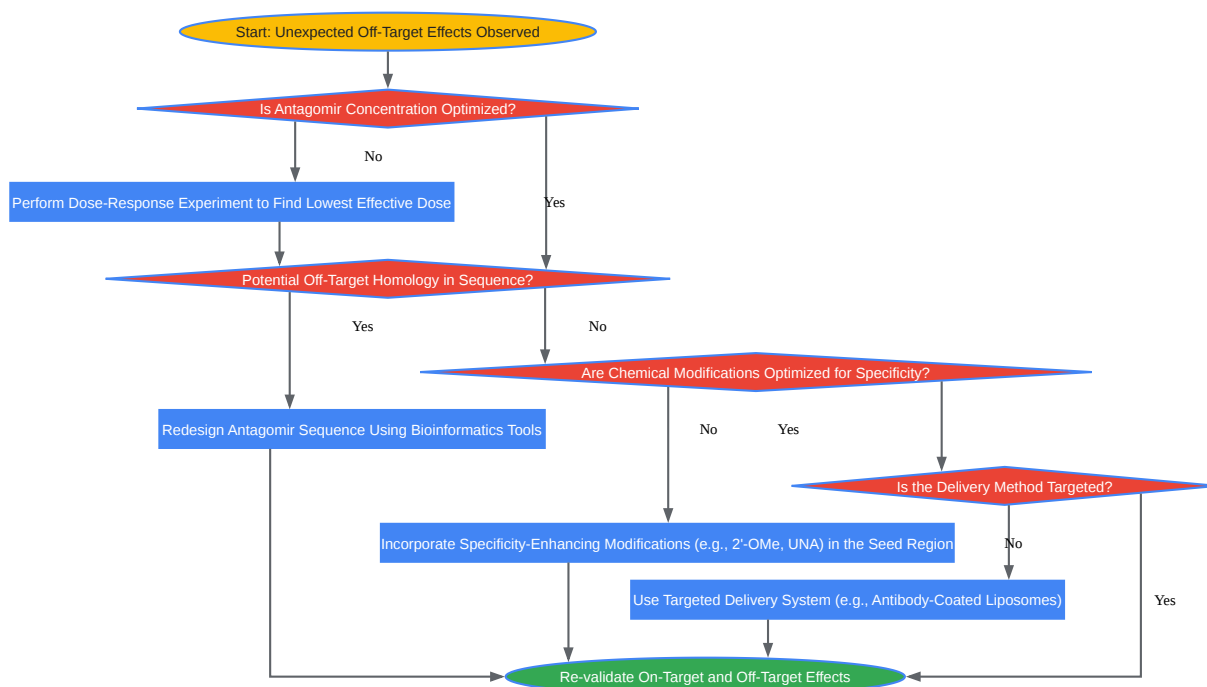 Start: Unexpected Off-Target Effects Observed
Is Antagomir Concentration Optimized?
No
Perform Dose-Response Experiment to Find Lowest Effective Dose
Yes
Potential Off-Target Homology in Sequence?
Yes
No
Are Chemical Modifications Optimized for Specificity?
Redesign Antagomir Sequence Using Bioinformatics Tools
No
Yes
Is the Delivery Method Targeted?
Incorporate Specificity-Enhancing Modifications (e.g., 2'-OMe, UNA) in the Seed Region
No
Use Targeted Delivery System (e.g., Antibody-Coated Liposomes)
Yes
Re-validate On-Target and Off-Target Effects